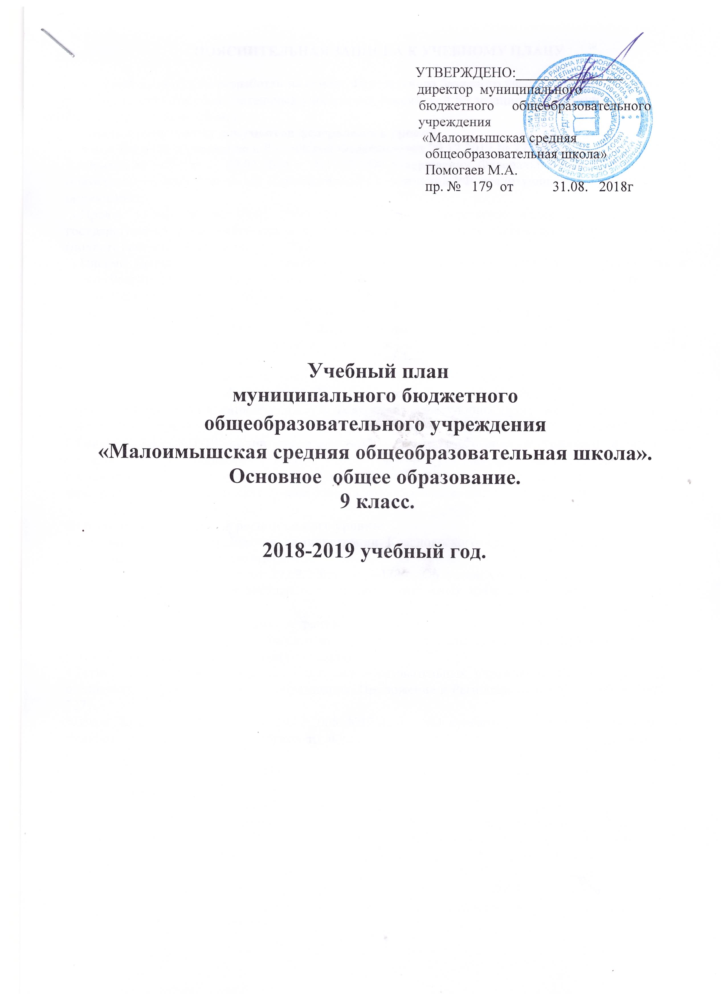 УТВЕРЖДЕНО:________________
директор муниципального
бюджетного общеобразовательного
учреждения
«Малоимышская средняя
общеобразовательная школа»
Помогаев М.А.
пр. № 179 от 31.08. 2018г
Учебный план
муниципального бюджетного
общеобразовательного учреждения
«Малоимышская средняя общеобразовательная школа».
Основное общее образование.
9 класс.
2018-2019 учебный год.